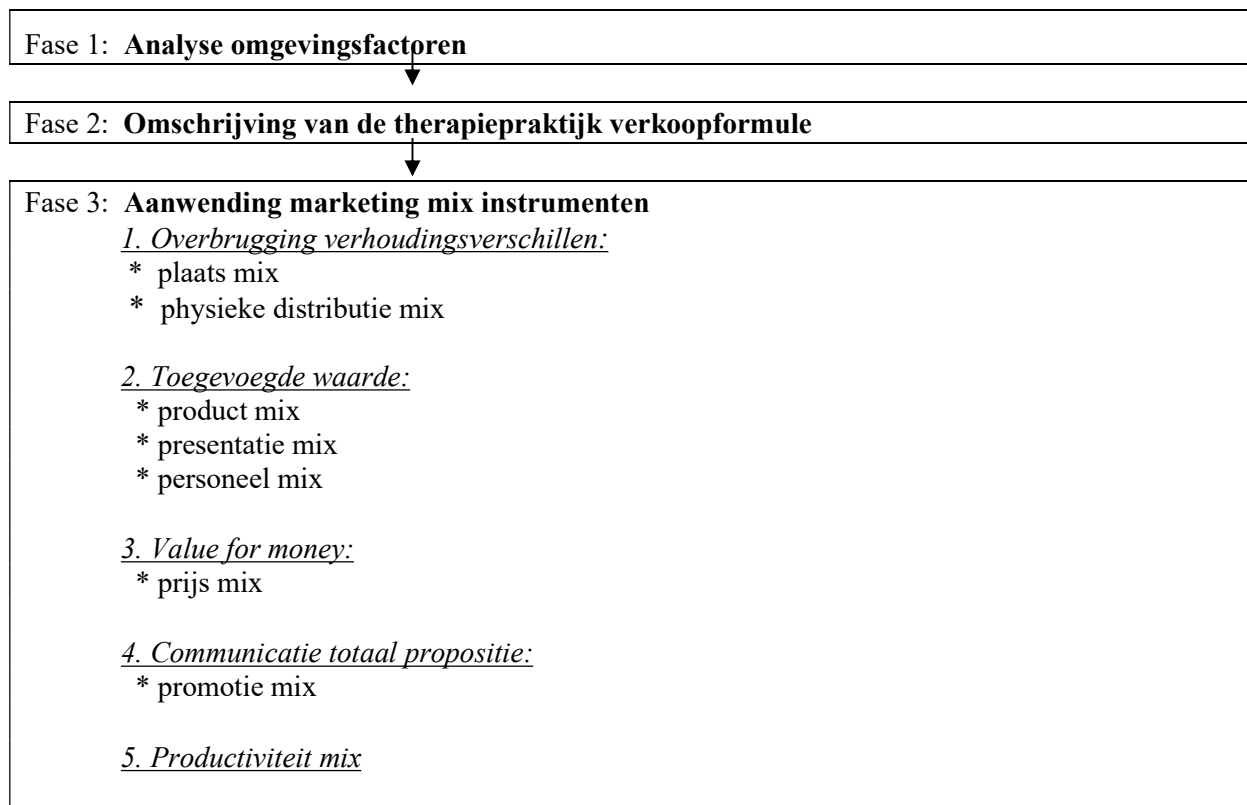 Fase 1: Analyse omgevingsfactoren
Fase 2: Omschrijving van de therapiepraktijk verkoopformule
Fase 3: Aanwending marketing mix instrumenten
1. Overbrugging verhoudingsverschillen:
* plaats mix
* physieke distributie mix
2. Toegevoegde waarde:
* product mix
* presentatie mix
* personeel mix
3. Value for money:
* prijs mix
4. Communicatie totaal propositie:
* promotie mix
5. Productiviteit mix